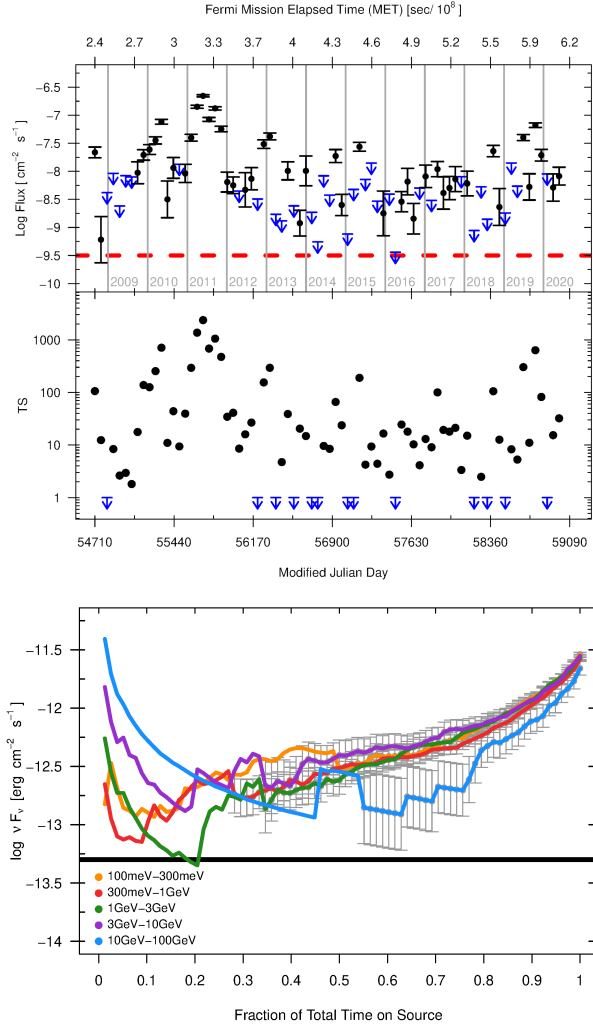 Fermi Mission Elapsed Time (MET) [sec/ 10^8 ]
2.4 2.7 3 3.3 3.7 4 4.3 4.6 4.9 5.2 5.5 5.9 6.2
Log Flux [ cm^−2 s^−1 ]
−6.5
−7
−7.5
−8
−8.5
−9
−9.5
−10
2009 2010 2011 2012 2013 2014 2015 2016 2017 2018 2019 2020
TS
1000
100
10
1
54710 55440 56170 56900 57630 58360 59090
Modified Julian Day
log ν Fν [erg cm^−2 s^−1 ]
−11.5
−12
−12.5
−13
−13.5
−14
100meV−300meV
300meV−1GeV
1GeV−3GeV
3GeV−10GeV
10GeV−100GeV
0 0.1 0.2 0.3 0.4 0.5 0.6 0.7 0.8 0.9 1
Fraction of Total Time on Source